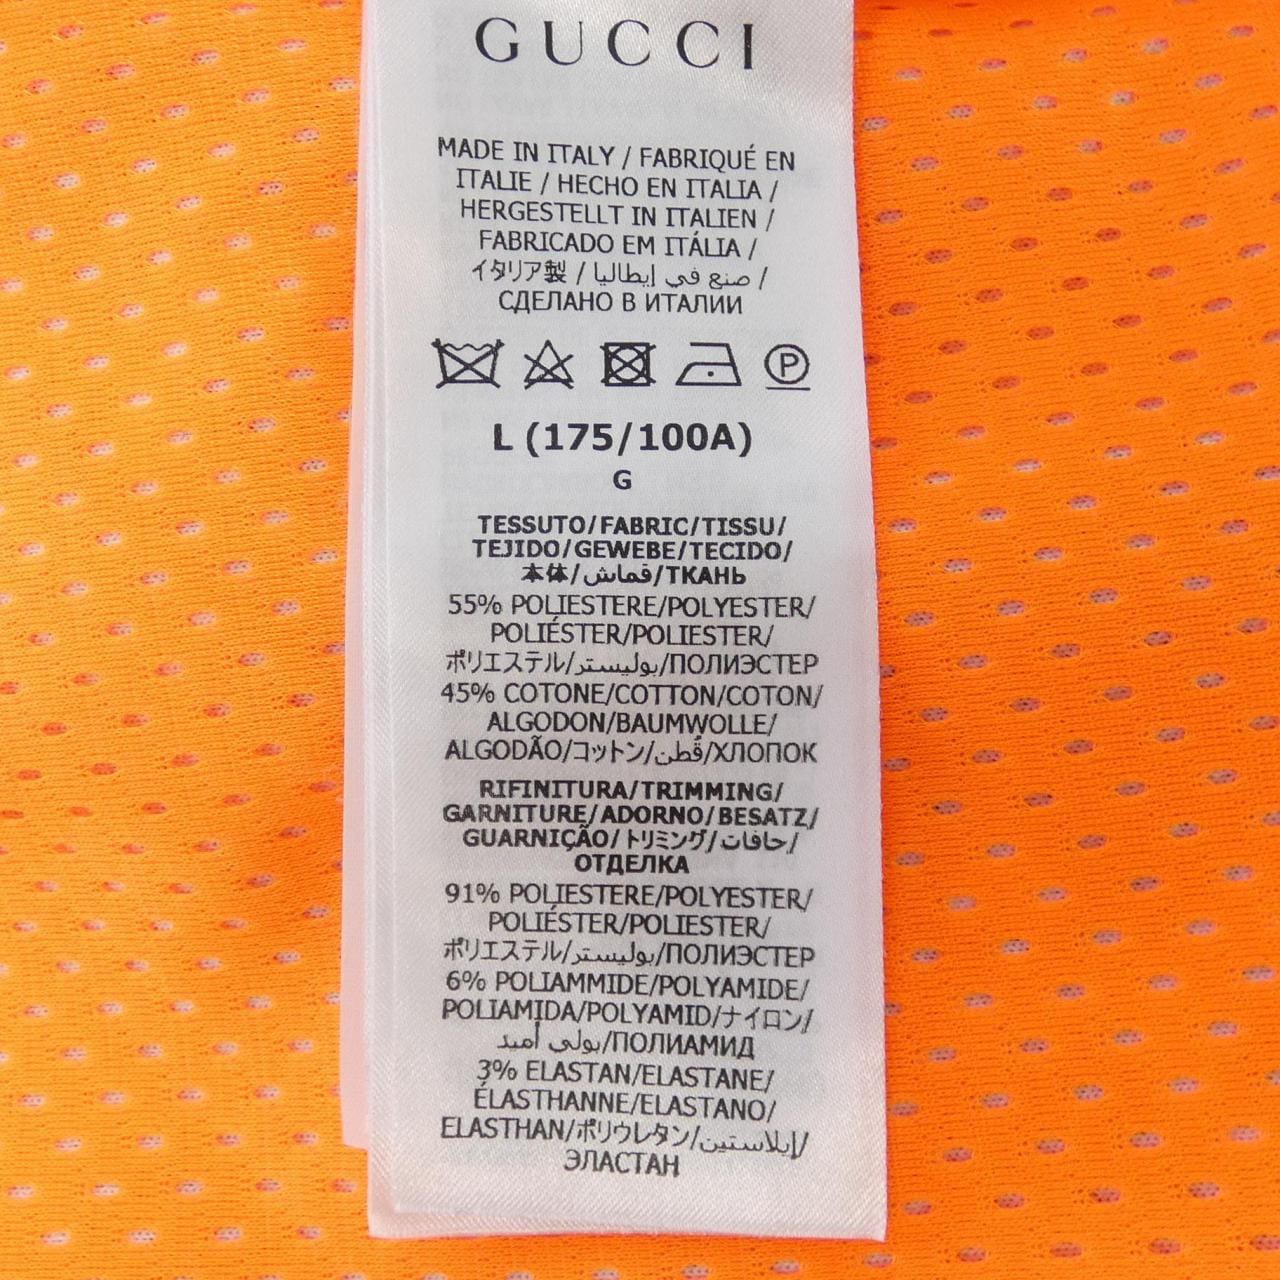 GUCCI
MADE IN ITALY / FABRIQUÉ EN
ITALIE / HECHO EN ITALIA /
HERGESTELLT IN ITALIEN /
FABRICADO EM ITÁLIA /
イタリア製 / صنع في إيطاليا /
СДЕЛАНО В ИТАЛИИ
P
L (175/100A)
G
TESSUTO/FABRIC/TISSU/
TEJIDO/GEWEBE/TECIDO/
本体/قماش/ТКАНЬ
55% POLIESTERE/POLYESTER/
POLIÉSTER/POLIESTER/
ポリエステル/بوليستر/ПОЛИЭСТЕР
45% COTONE/COTTON/COTON/
ALGODON/BAUMWOLLE/
ALGODÃO/コットン/قُطن/ХЛОПОК
RIFINITURA/TRIMMING/
GARNITURE/ADORNO/BESATZ/
GUARNIÇÃO/トリミング/حافات/
ОТДЕЛКА
91% POLIESTERE/POLYESTER/
POLIÉSTER/POLIESTER/
ポリエステル/بوليستر/ПОЛИЭСТЕР
6% POLIAMMIDE/POLYAMIDE/
POLIAMIDA/POLYAMID/ナイロン/
بولي أميد/ПОЛИАМИД
3% ELASTAN/ELASTANE/
ÉLASTHANNE/ELASTANO/
ELASTHAN/ポリウレタン/إيلاستين/
ЭЛАСТАН